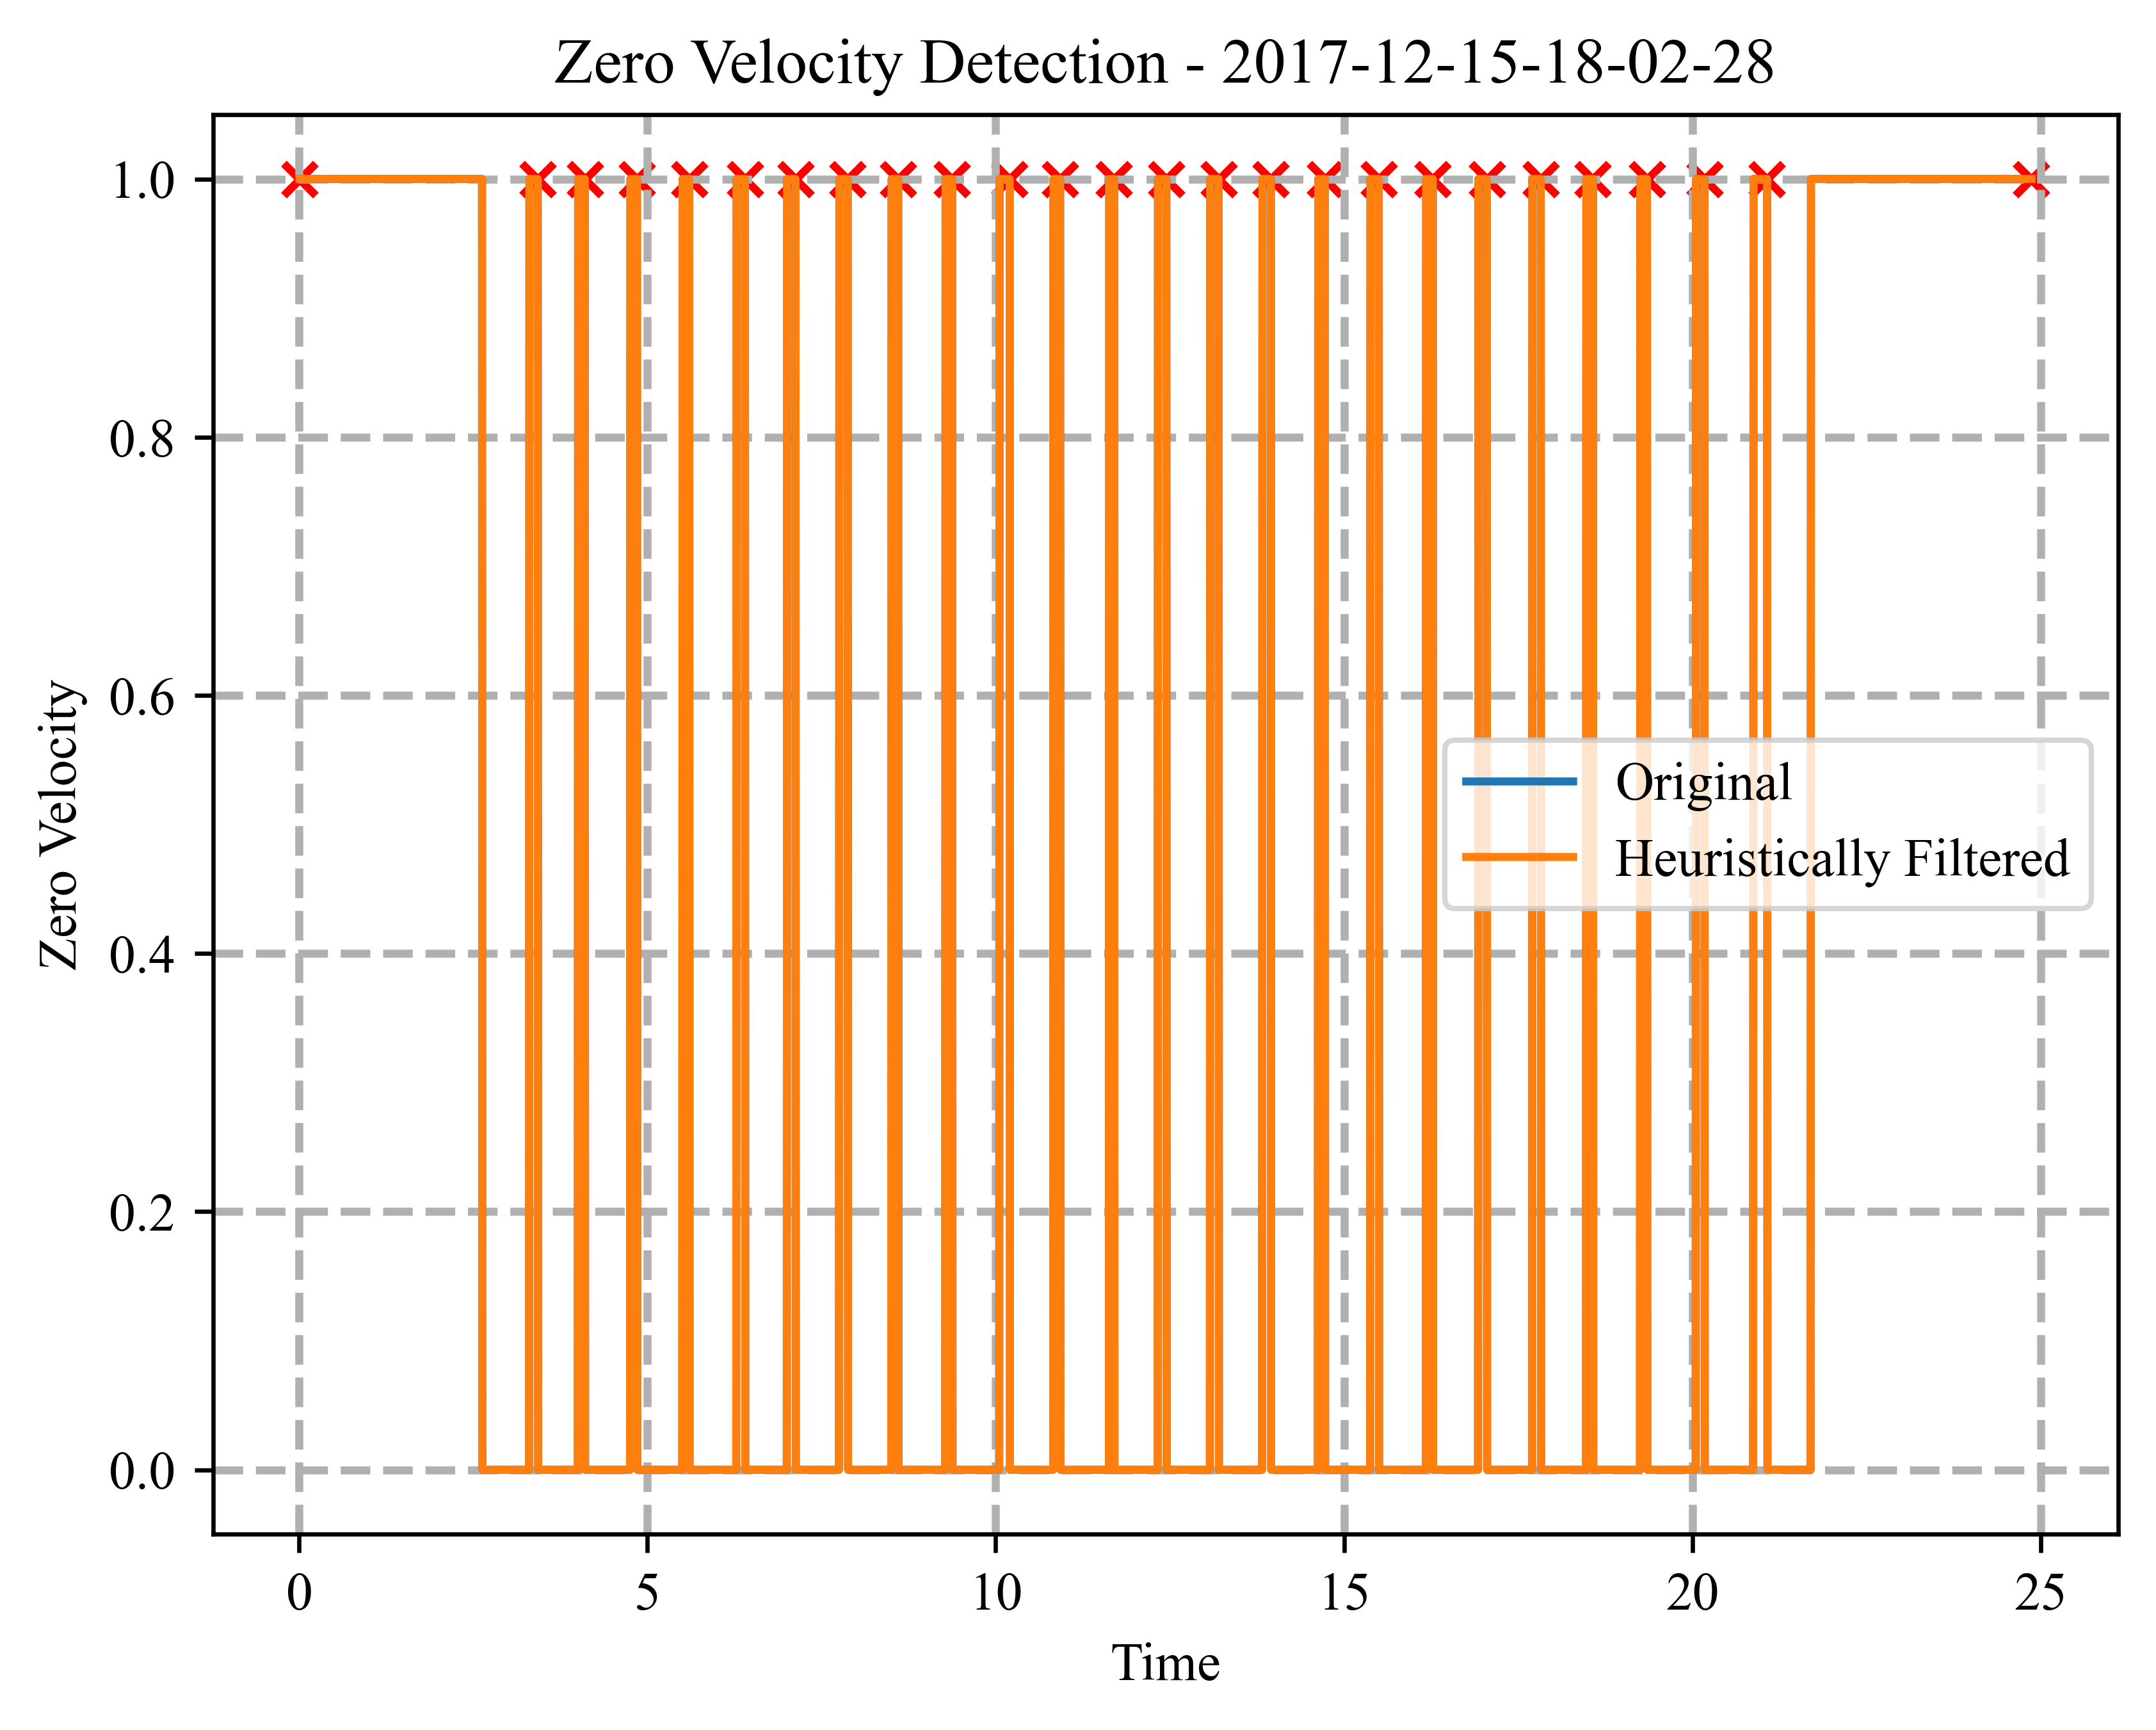 Zero Velocity Detection - 2017-12-15-18-02-28
1.0
0.8
0.6
0.4
0.2
0.0
Zero Velocity
Original
Heuristically Filtered
0 5 10 15 20 25
Time